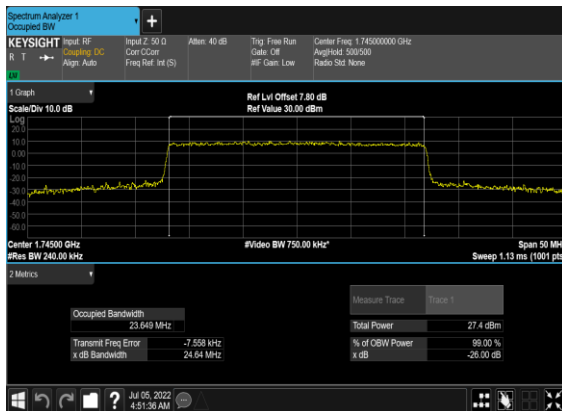 Spectrum Analyzer 1
Occupied BW
KEYSIGHT
R T
Input: RF
Coupling: DC
Align: Auto
Input Z: 50 Ω
Corr CCorr
Freq Ref: Int (S)
Atten: 40 dB
Trig: Free Run
Gate: Off
#IF Gain: Low
Center Freq: 1.745000000 GHz
Avg|Hold: 500/500
Radio Std: None
1 Graph
Scale/Div 10.0 dB
Ref Lvl Offset 7.80 dB
Ref Value 30.00 dBm
Log
20.0
10.0
0.00
-10.0
-20.0
-30.0
-40.0
-50.0
-60.0
Center 1.74500 GHz
#Res BW 240.00 kHz
#Video BW 750.00 kHz*
Span 50 MH
Sweep 1.13 ms (1001 pts
2 Metrics
Occupied Bandwidth
23.649 MHz
Transmit Freq Error -7.558 kHz
x dB Bandwidth 24.64 MHz
Measure Trace Trace 1
Total Power 27.4 dBm
% of OBW Power 99.00 %
x dB -26.00 dB
Jul 05, 2022
4:51:36 AM